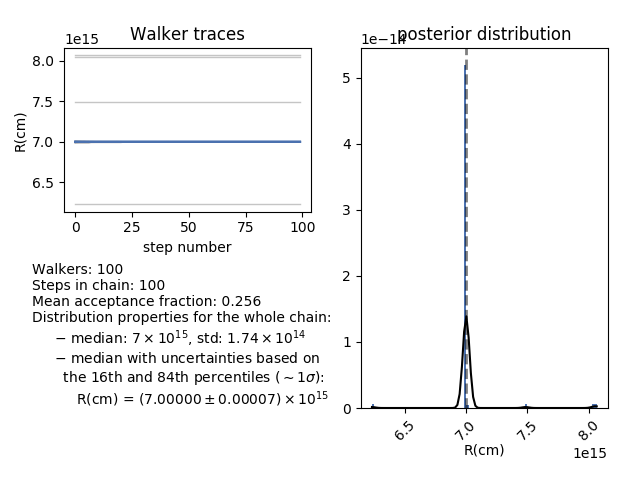 Walker traces
1e15
8.0
7.5
7.0
6.5
R(cm)
0 25 50 75 100
step number
Walkers: 100
Steps in chain: 100
Mean acceptance fraction: 0.256
Distribution properties for the whole chain:
− median: 7 × 10^15, std: 1.74 × 10^14
− median with uncertainties based on
the 16th and 84th percentiles (∼1σ):
R(cm) = (7.00000 ± 0.00007) × 10^15
posterior distribution
1e−14
5
4
3
2
1
0
6.5 7.0 7.5 8.0
R(cm)
1e15